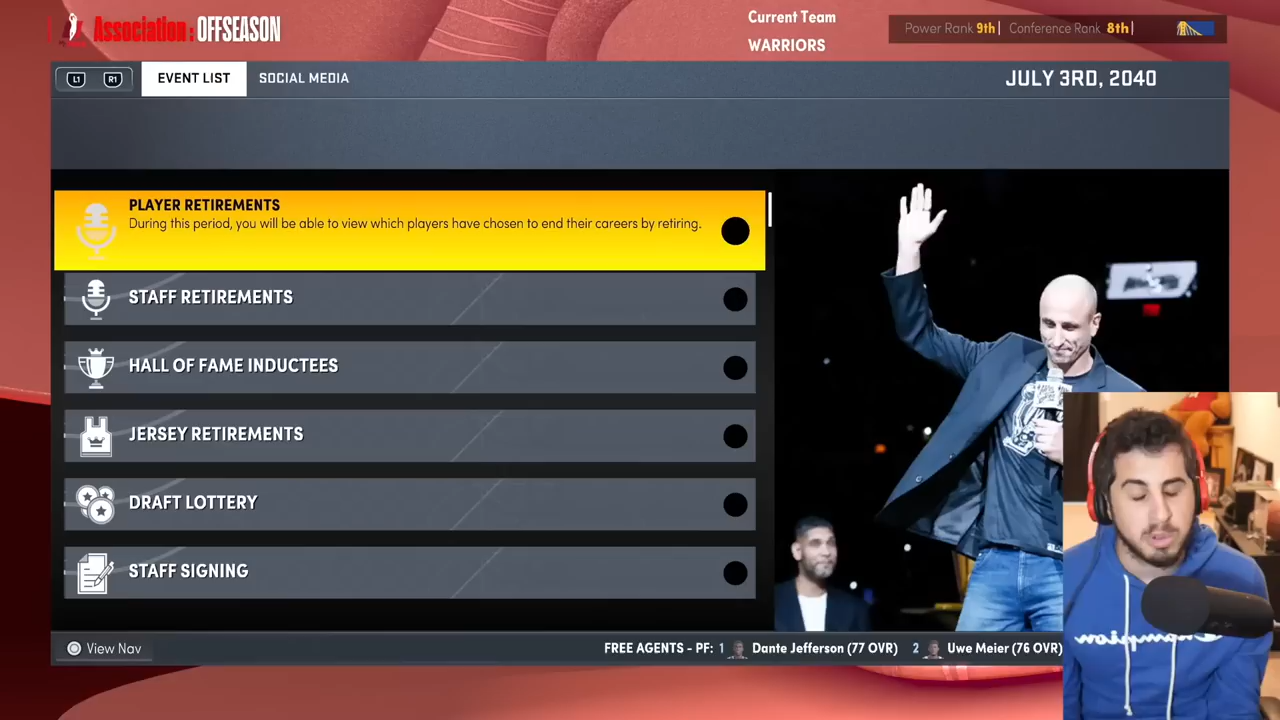 Association: OFFSEASON
Current Team
WARRIORS
Power Rank 9th| Conference Rank 8th|
L1 R1 EVENT LIST SOCIAL MEDIA JULY 3RD, 2040
PLAYER RETIREMENTS
During this period, you will be able to view which players have chosen to end their careers by retiring.
STAFF RETIREMENTS
HALL OF FAME INDUCTEES
JERSEY RETIREMENTS
DRAFT LOTTERY
STAFF SIGNING
View Nav FREE AGENTS - PF: 1 Dante Jefferson (77 OVR) 2 Uwe Meier (76 OVR)